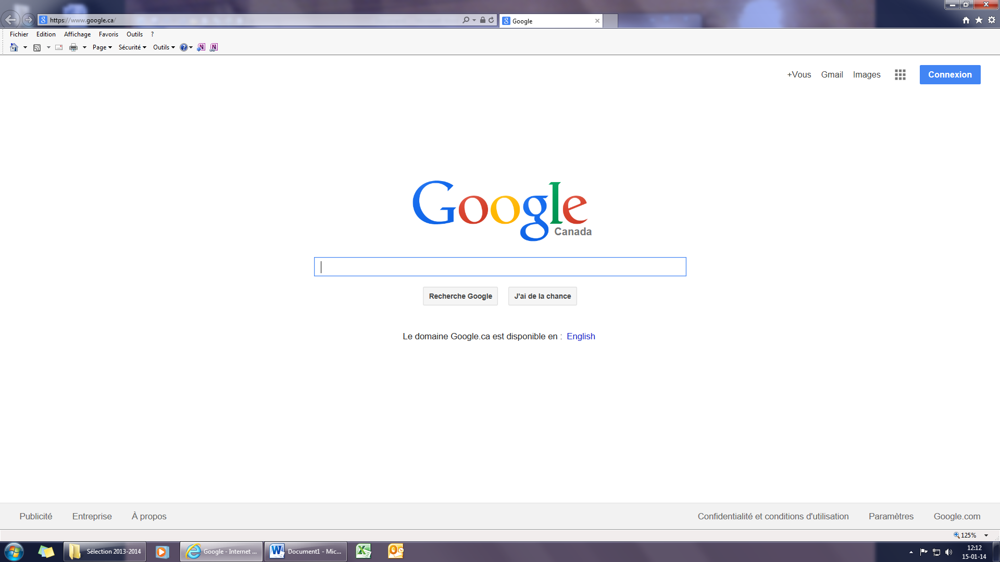 https://www.google.ca/
Google
Fichier Edition Affichage Favoris Outils ?
Page Sécurité Outils
+Vous Gmail Images Connexion
Google
Canada
Recherche Google J'ai de la chance
Le domaine Google.ca est disponible en : English
Publicité Entreprise À propos Confidentialité et conditions d'utilisation Paramètres Google.com
125%
Sélection 2013-2014 Google - Internet ... Document1 - Mic...
12:12
15-01-14